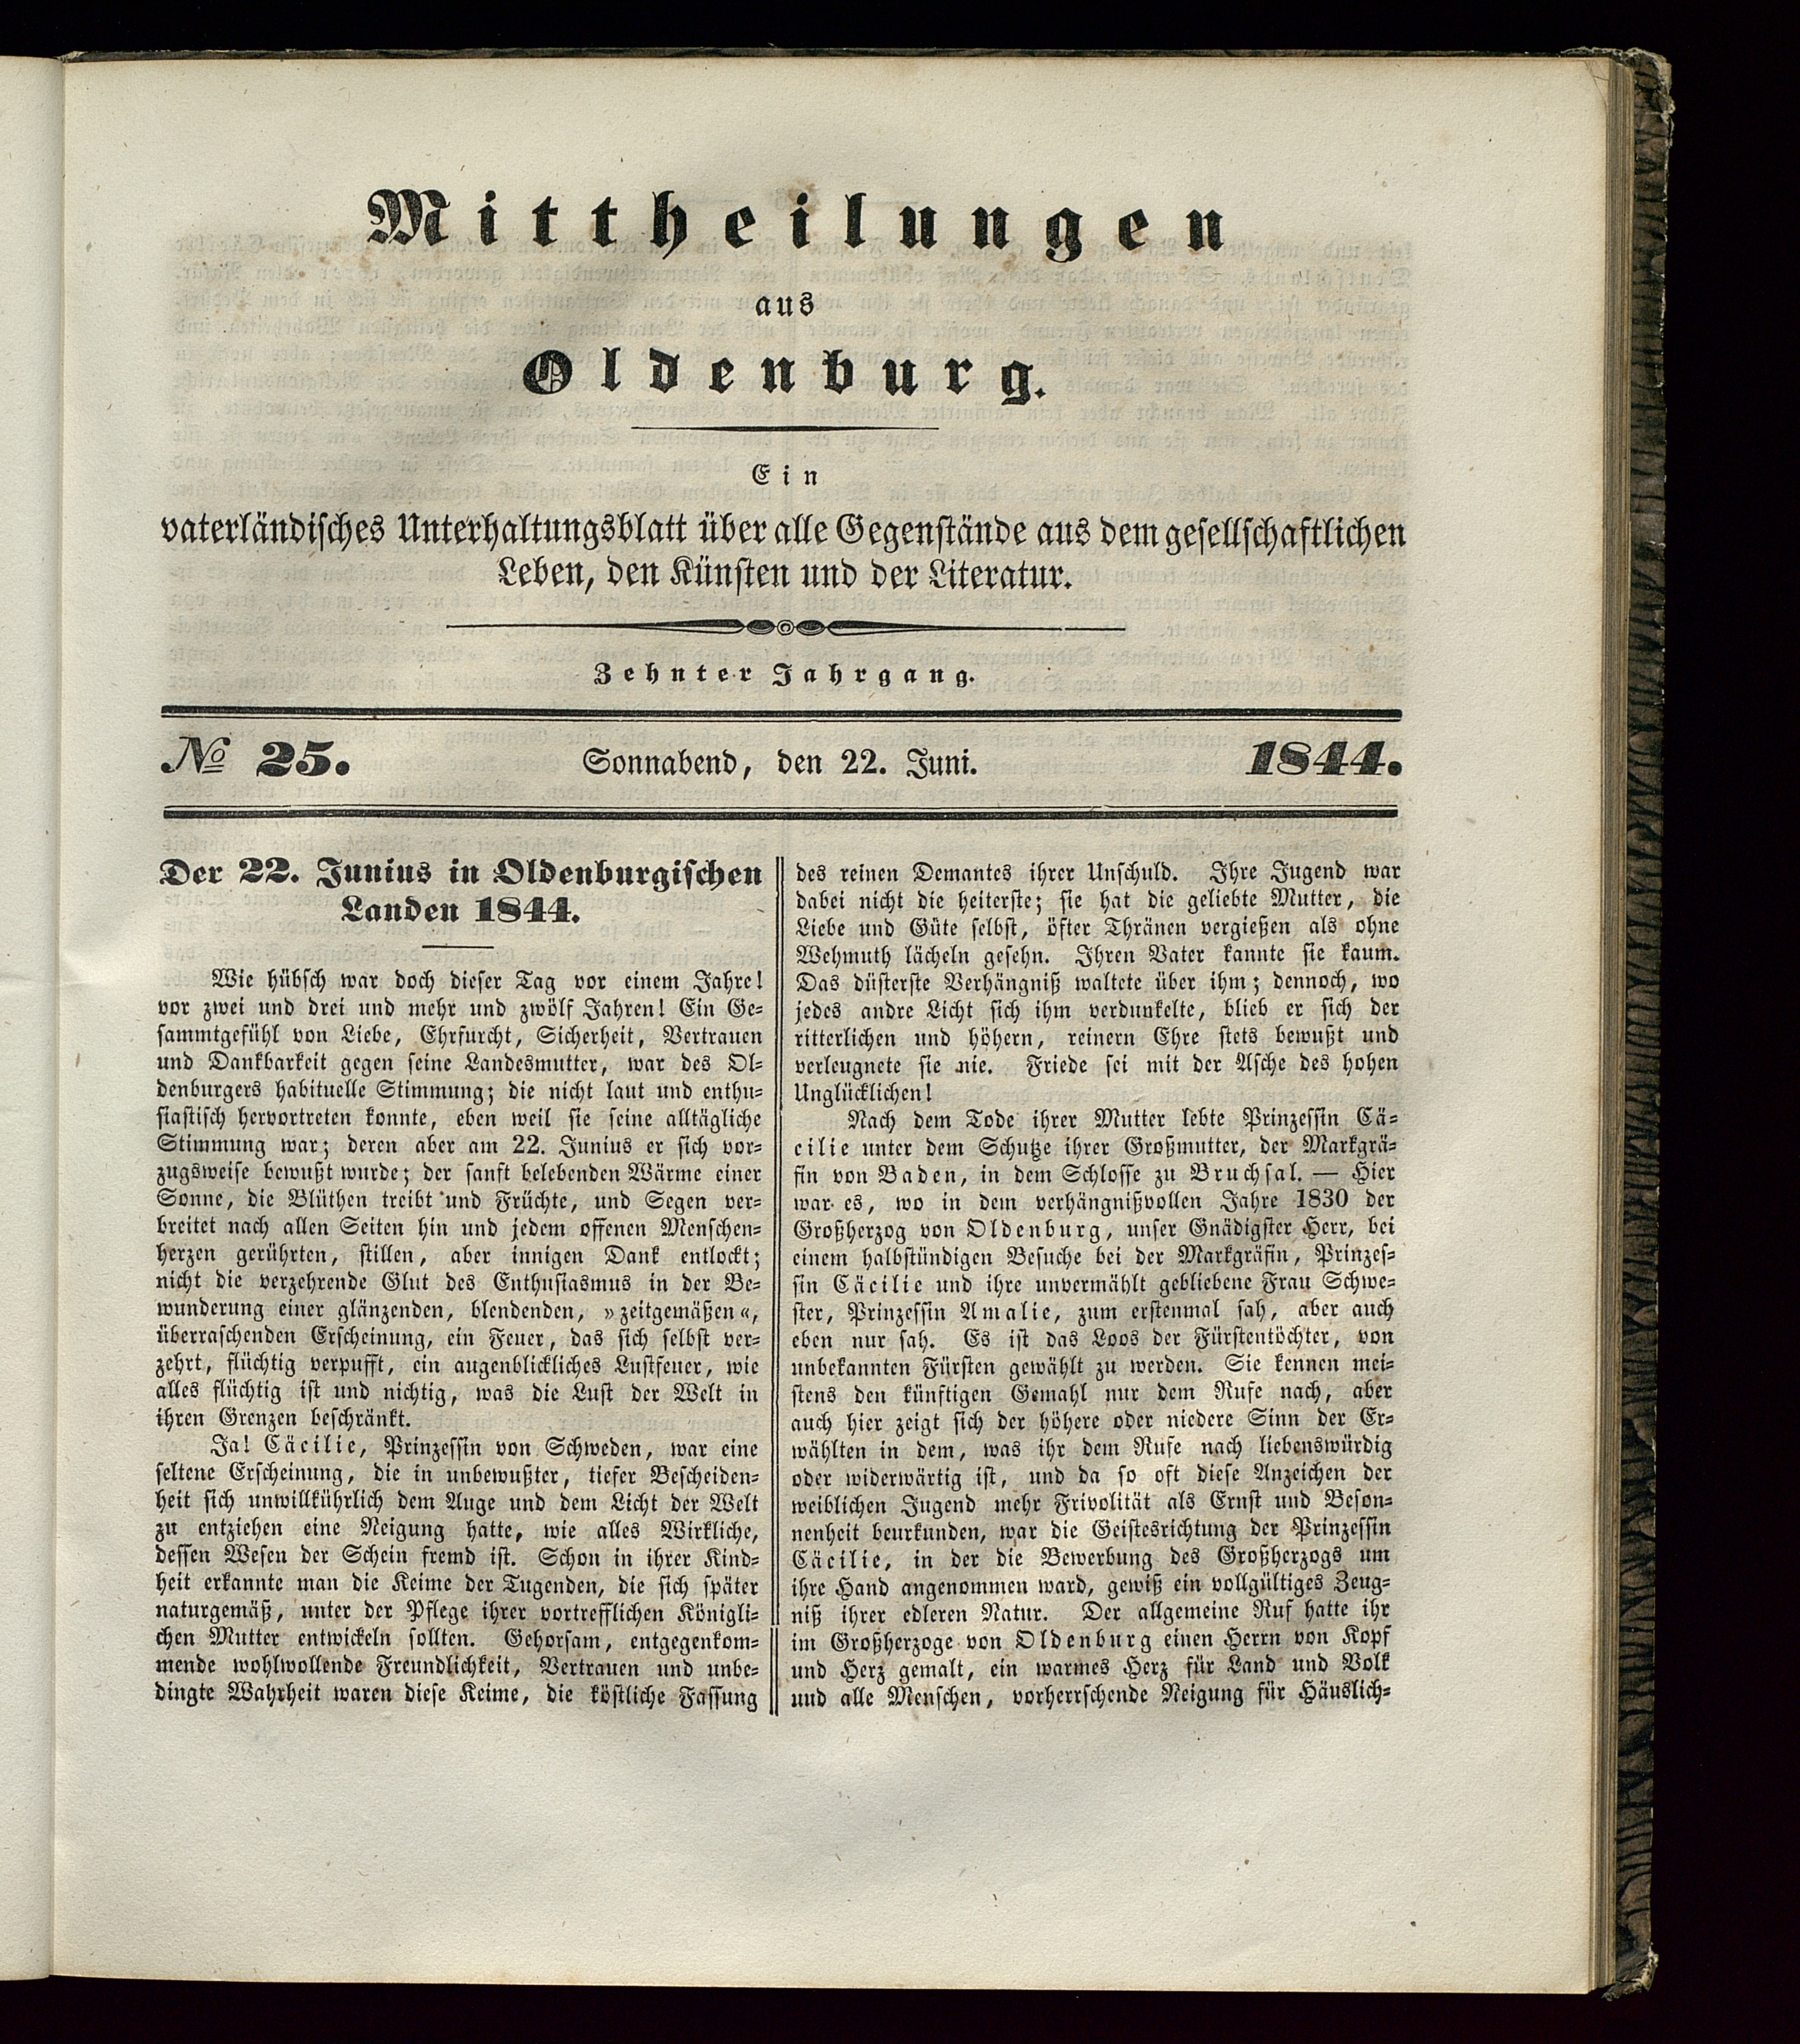 Mittheilungen
aus
Oldenburg.
Ein
vaterländisches Unterhaltungsblatt über alle Gegenstände aus dem gesellschaftlichen
Leben, den Künsten und der Literatur.
Zehnter Jahrgang.
№ 25. Sonnabend, den 22. Juni. 1844.
Der 22. Junius in Oldenburgischen
Landen 1844.
Wie hübsch war doch dieser Tag vor einem Jahre!
vor zwei und drei und mehr und zwölf Jahren! Ein Ge-
sammtgefühl von Liebe, Ehrfurcht, Sicherheit, Vertrauen
und Dankbarkeit gegen seine Landesmutter, war des Ol-
denburgers habituelle Stimmung; die nicht laut und enthu-
siastisch hervortreten konnte, eben weil sie seine alltägliche
Stimmung war; deren aber am 22. Junius er sich vor-
zugsweise bewußt wurde; der sanft belebenden Wärme einer
Sonne, die Blüthen treibt und Früchte, und Segen ver-
breitet nach allen Seiten hin und jedem offenen Menschen-
herzen gerührten, stillen, aber innigen Dank entlockt;
nicht die verzehrende Glut des Enthusiasmus in der Be-
wunderung einer glänzenden, blendenden, »zeitgemäßen«,
überraschenden Erscheinung, ein Feuer, das sich selbst ver-
zehrt, flüchtig verpufft, ein augenblickliches Lustfeuer, wie
alles flüchtig ist und nichtig, was die Lust der Welt in
ihren Grenzen beschränkt.
Ja! Cäcilie, Prinzessin von Schweden, war eine
seltene Erscheinung, die in unbewußter, tiefer Bescheiden-
heit sich unwillkührlich dem Auge und dem Licht der Welt
zu entziehen eine Neigung hatte, wie alles Wirkliche,
dessen Wesen der Schein fremd ist. Schon in ihrer Kind-
heit erkannte man die Keime der Tugenden, die sich später
naturgemäß, unter der Pflege ihrer vortrefflichen Königli-
chen Mutter entwickeln sollten. Gehorsam, entgegenkom-
mende wohlwollende Freundlichkeit, Vertrauen und unbe-
dingte Wahrheit waren diese Keime, die köstliche Fassung
des reinen Demantes ihrer Unschuld. Ihre Jugend war
dabei nicht die heiterste; sie hat die geliebte Mutter, die
Liebe und Güte selbst, öfter Thränen vergießen als ohne
Wehmuth lächeln gesehn. Ihren Vater kannte sie kaum.
Das düsterste Verhängniß waltete über ihm; dennoch, wo
jedes andre Licht sich ihm verdunkelte, blieb er sich der
ritterlichen und höhern, reinern Ehre stets bewußt und
verleugnete sie nie. Friede sei mit der Asche des hohen
Unglücklichen!
Nach dem Tode ihrer Mutter lebte Prinzessin Cä-
cilie unter dem Schutze ihrer Großmutter, der Markgrä-
fin von Baden, in dem Schlosse zu Bruchsal. — Hier
war es, wo in dem verhängnißvollen Jahre 1830 der
Großherzog von Oldenburg, unser Gnädigster Herr, bei
einem halbstündigen Besuche bei der Markgräfin, Prinzes-
sin Cäcilie und ihre unvermählt gebliebene Frau Schwe-
ster, Prinzessin Amalie, zum erstenmal sah, aber auch
eben nur sah. Es ist das Loos der Fürstentöchter, von
unbekannten Fürsten gewählt zu werden. Sie kennen mei-
stens den künftigen Gemahl nur dem Rufe nach, aber
auch hier zeigt sich der höhere oder niedere Sinn der Er-
wählten in dem, was ihr dem Rufe nach liebenswürdig
oder widerwärtig ist, und da so oft diese Anzeichen der
weiblichen Jugend mehr Frivolität als Ernst und Beson-
nenheit beurkunden, war die Geistesrichtung der Prinzessin
Cäcilie, in der die Bewerbung des Großherzogs um
ihre Hand angenommen ward, gewiß ein vollgültiges Zeug-
niß ihrer edleren Natur. Der allgemeine Ruf hatte ihr
im Großherzoge von Oldenburg einen Herrn von Kopf
und Herz gemalt, ein warmes Herz für Land und Volk
und alle Menschen, vorherrschende Neigung für Häuslich-